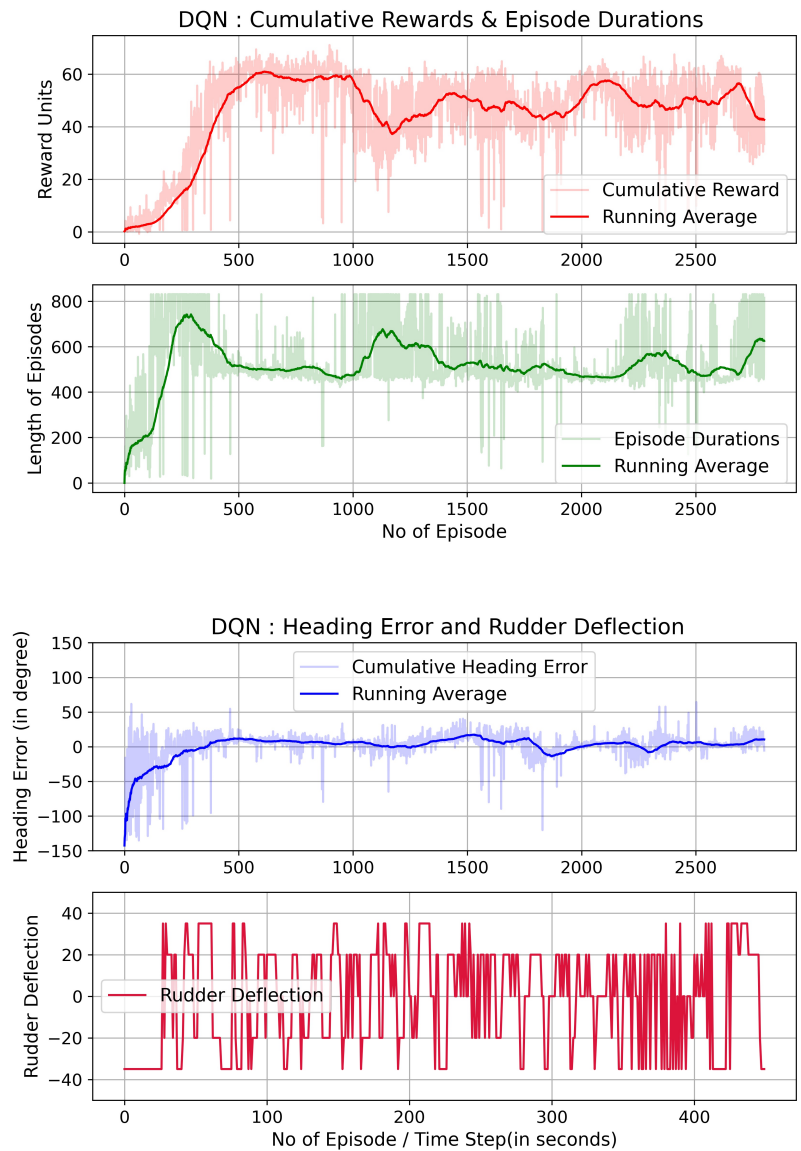 DQN : Cumulative Rewards & Episode Durations
Reward Units
60
40
20
0
Cumulative Reward
Running Average
0 500 1000 1500 2000 2500
Length of Episodes
800
600
400
200
0
Episode Durations
Running Average
0 500 1000 1500 2000 2500
No of Episode
DQN : Heading Error and Rudder Deflection
Heading Error (in degree)
150
100
50
0
−50
−100
−150
Cumulative Heading Error
Running Average
0 500 1000 1500 2000 2500
Rudder Deflection
40
20
0
−20
−40
Rudder Deflection
0 100 200 300 400
No of Episode / Time Step(in seconds)